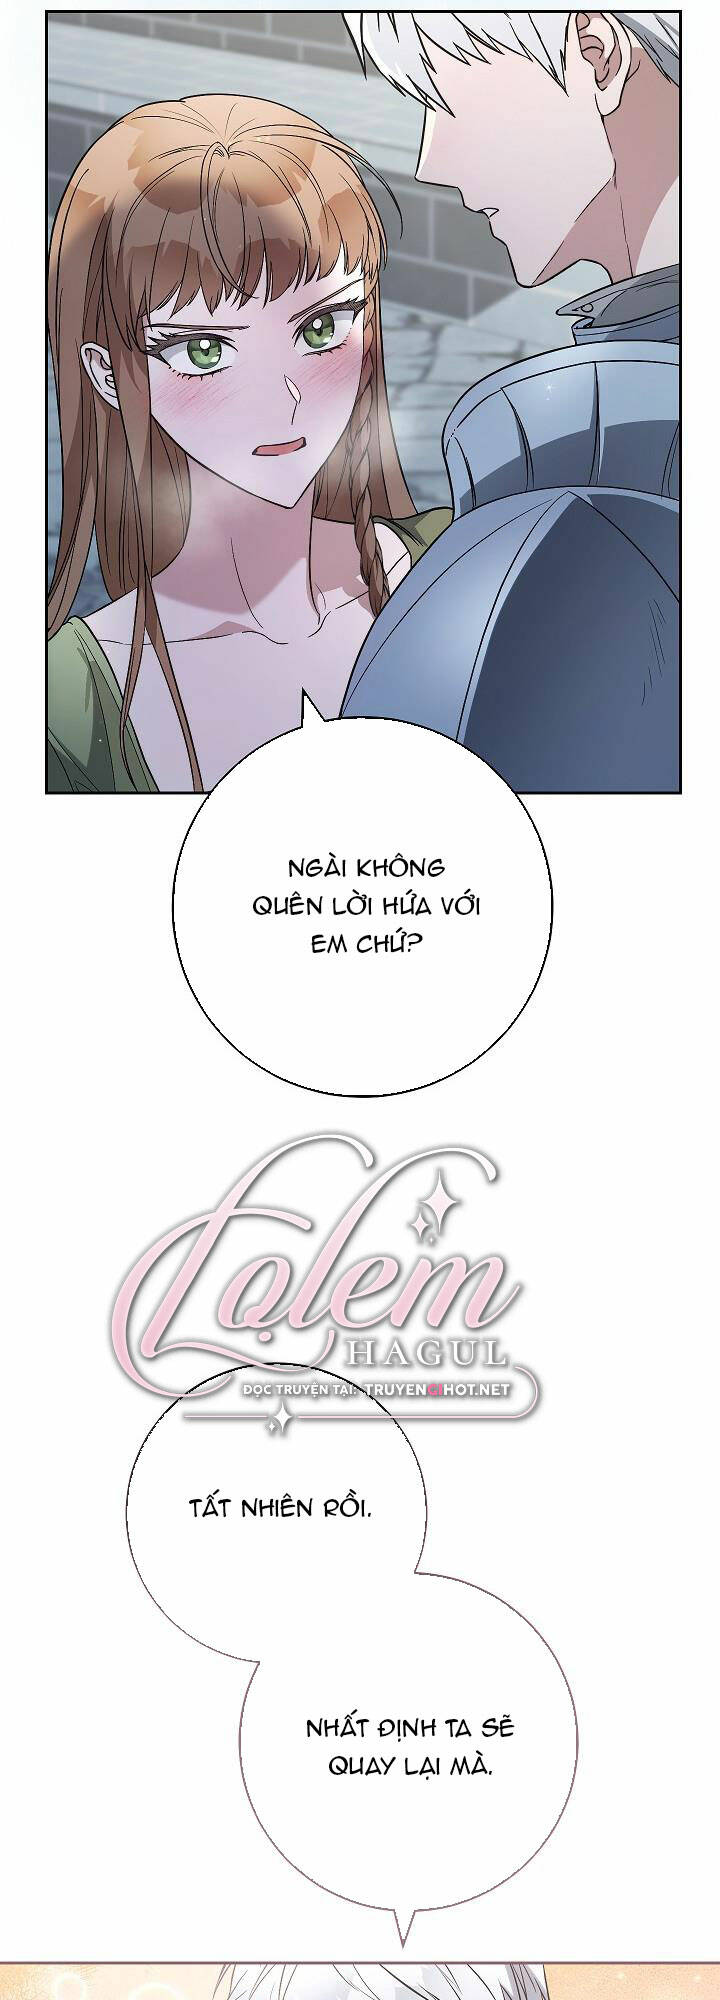 NGÀI KHÔNG
QUÊN LỜI HỨA VỚI
EM CHỨ?
Lọlem
HAGUL
ĐỌC TRUYỆN TẠI: TRUYENCIHOT.NET
TẤT NHIÊN RỒI.
NHẤT ĐỊNH TA SẼ
QUAY LẠI MÀ.